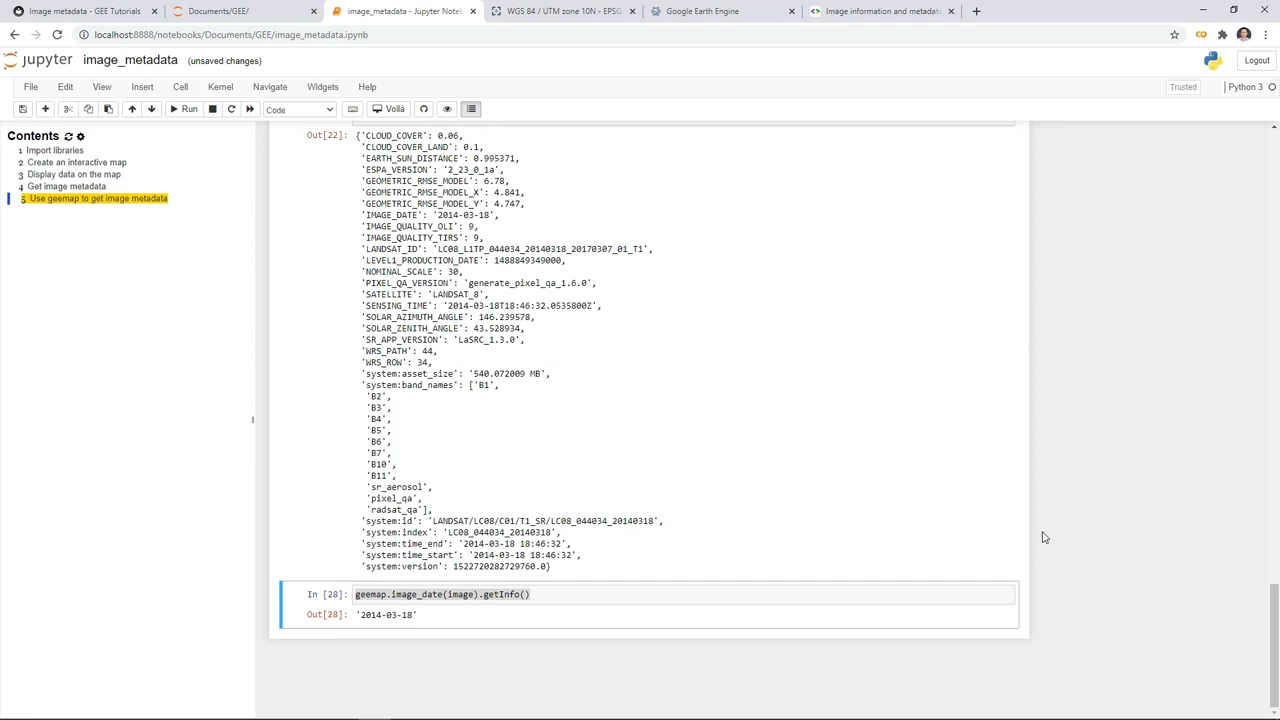 Image metadata - GEE Tutorials
Documents/GEE/
image_metadata - Jupyter Noteb
WGS 84 / UTM zone 10N - EPSG
Google Earth Engine
Image information and metadata
localhost:8888/notebooks/Documents/GEE/image_metadata.ipynb
jupyter image_metadata (unsaved changes)
Logout
File Edit View Insert Cell Kernel Navigate Widgets Help
Trusted
Python 3
Run
Code
Voilà
Contents
1 Import libraries
2 Create an interactive map
3 Display data on the map
4 Get image metadata
5 Use geemap to get image metadata
Out[22]: {'CLOUD_COVER': 0.06,
'CLOUD_COVER_LAND': 0.1,
'EARTH_SUN_DISTANCE': 0.995371,
'ESPA_VERSION': '2_23_0_1a',
'GEOMETRIC_RMSE_MODEL': 6.78,
'GEOMETRIC_RMSE_MODEL_X': 4.841,
'GEOMETRIC_RMSE_MODEL_Y': 4.747,
'IMAGE_DATE': '2014-03-18',
'IMAGE_QUALITY_OLI': 9,
'IMAGE_QUALITY_TIRS': 9,
'LANDSAT_ID': 'LC08_L1TP_044034_20140318_20170307_01_T1',
'LEVEL1_PRODUCTION_DATE': 1488849349000,
'NOMINAL_SCALE': 30,
'PIXEL_QA_VERSION': 'generate_pixel_qa_1.6.0',
'SATELLITE': 'LANDSAT_8',
'SENSING_TIME': '2014-03-18T18:46:32.0535800Z',
'SOLAR_AZIMUTH_ANGLE': 146.239578,
'SOLAR_ZENITH_ANGLE': 43.528934,
'SR_APP_VERSION': 'LaSRC_1.3.0',
'WRS_PATH': 44,
'WRS_ROW': 34,
'system:asset_size': '540.072009 MB',
'system:band_names': ['B1',
'B2',
'B3',
'B4',
'B5',
'B6',
'B7',
'B10',
'B11',
'sr_aerosol',
'pixel_qa',
'radsat_qa'],
'system:id': 'LANDSAT/LC08/C01/T1_SR/LC08_044034_20140318',
'system:index': 'LC08_044034_20140318',
'system:time_end': '2014-03-18 18:46:32',
'system:time_start': '2014-03-18 18:46:32',
'system:version': 1522720282729760.0}
In [28]: geemap.image_date(image).getInfo()
Out[28]: '2014-03-18'